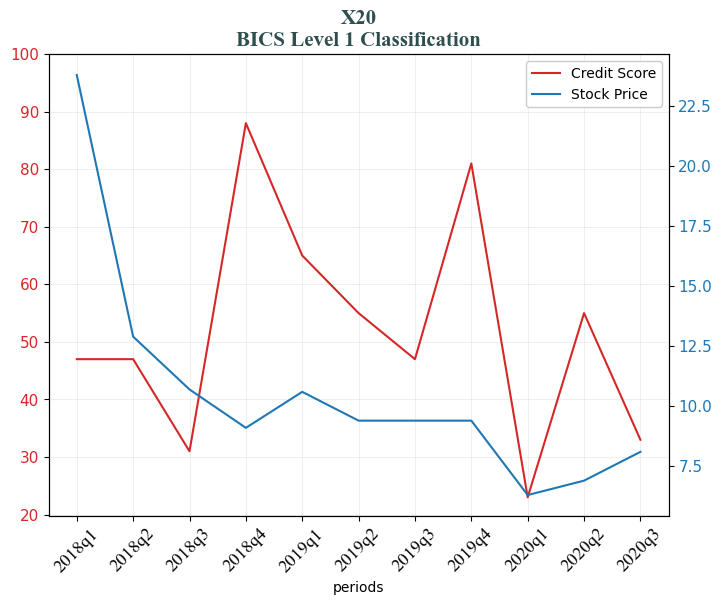 X20
BICS Level 1 Classification
Credit Score
Stock Price
100
90
80
70
60
50
40
30
20
22.5
20.0
17.5
15.0
12.5
10.0
7.5
2018q1
2018q2
2018q3
2018q4
2019q1
2019q2
2019q3
2019q4
2020q1
2020q2
2020q3
periods